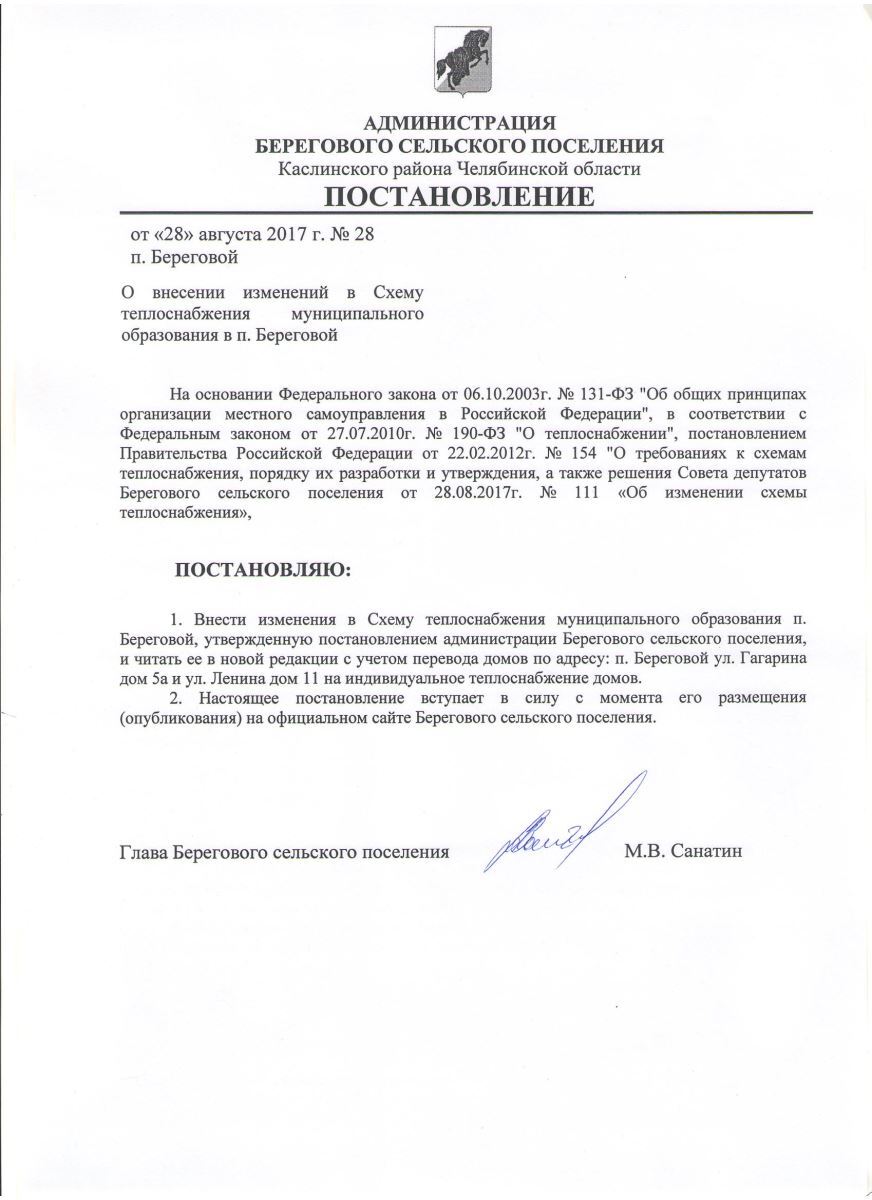 АДМИНИСТРАЦИЯ
БЕРЕГОВОГО СЕЛЬСКОГО ПОСЕЛЕНИЯ
Каслинского района Челябинской области
ПОСТАНОВЛЕНИЕ
от «28» августа 2017 г. № 28
п. Береговой
О внесении изменений в Схему
теплоснабжения муниципального
образования в п. Береговой
На основании Федерального закона от 06.10.2003г. № 131-ФЗ "Об общих принципах
организации местного самоуправления в Российской Федерации", в соответствии с
Федеральным законом от 27.07.2010г. № 190-ФЗ "О теплоснабжении", постановлением
Правительства Российской Федерации от 22.02.2012г. № 154 "О требованиях к схемам
теплоснабжения, порядку их разработки и утверждения, а также решения Совета депутатов
Берегового сельского поселения от 28.08.2017г. № 111 «Об изменении схемы
теплоснабжения»,
ПОСТАНОВЛЯЮ:
1. Внести изменения в Схему теплоснабжения муниципального образования п.
Береговой, утвержденную постановлением администрации Берегового сельского поселения,
и читать ее в новой редакции с учетом перевода домов по адресу: п. Береговой ул. Гагарина
дом 5а и ул. Ленина дом 11 на индивидуальное теплоснабжение домов.
2. Настоящее постановление вступает в силу с момента его размещения
(опубликования) на официальном сайте Берегового сельского поселения.
Глава Берегового сельского поселения М.В. Санатин